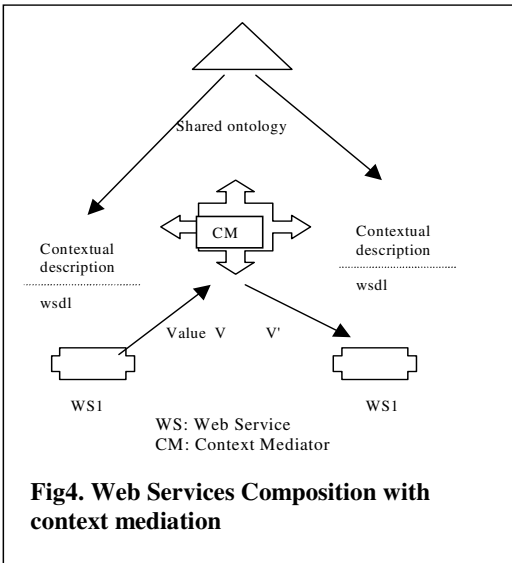 Shared ontology
CM
Contextual
description
wsdl
Contextual
description
wsdl
Value V V'
WS1
WS1
WS: Web Service
CM: Context Mediator
Fig4. Web Services Composition with
context mediation